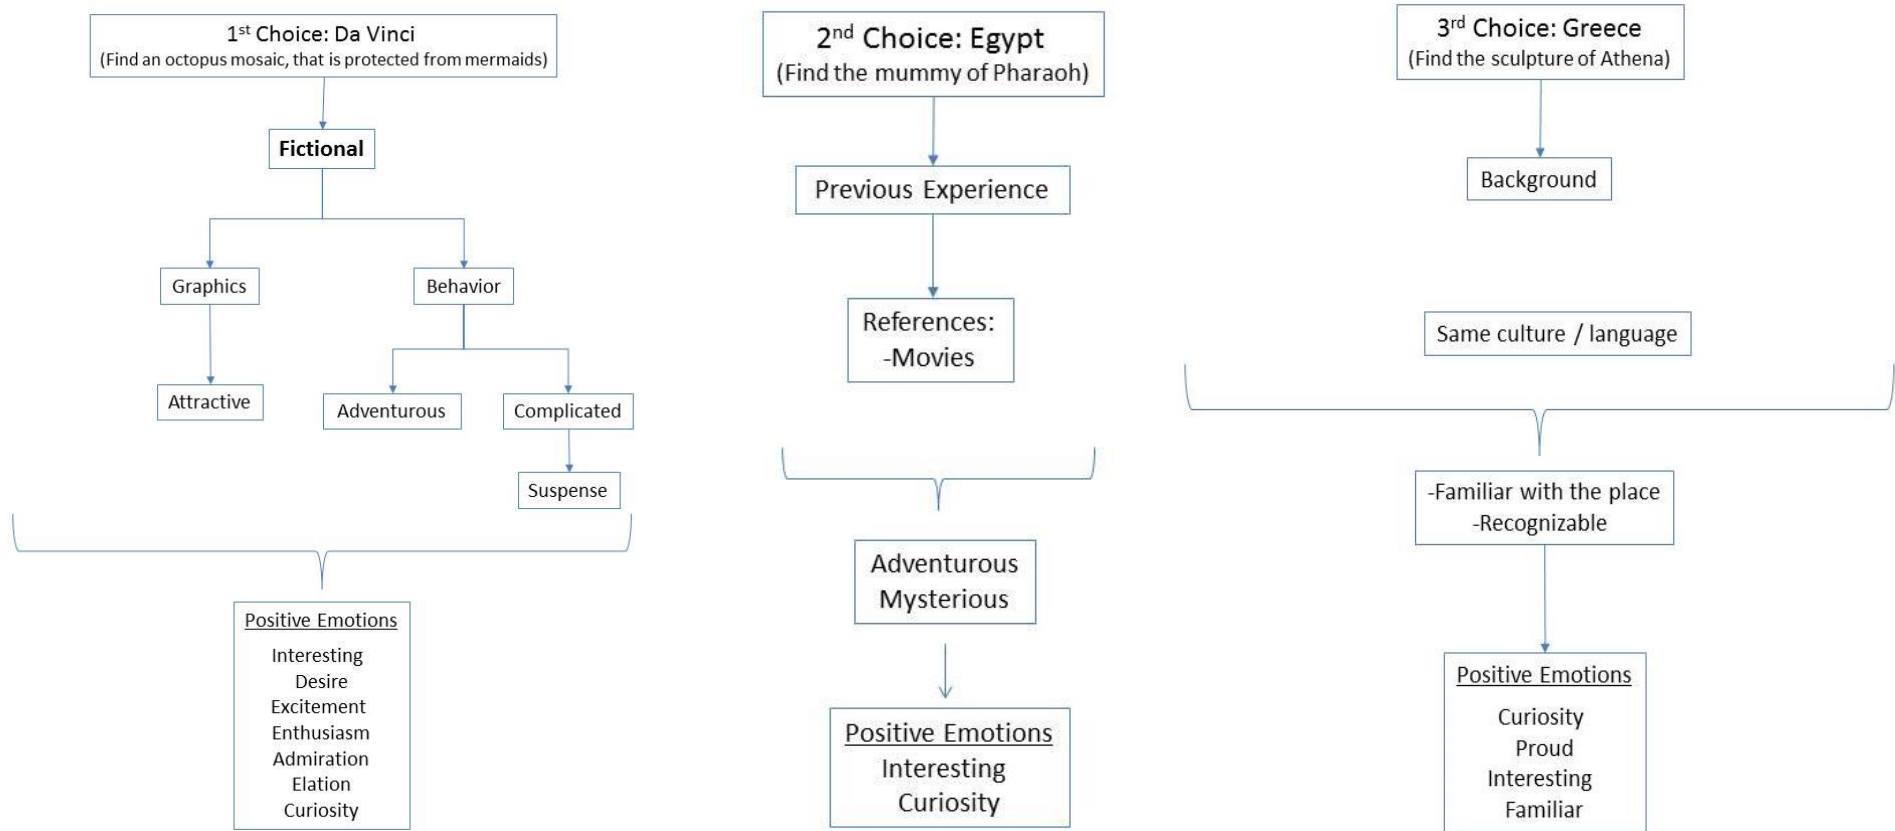 1st Choice: Da Vinci
(Find an octopus mosaic, that is protected from mermaids)
Fictional
Graphics
Behavior
Attractive
Adventurous
Complicated
Suspense
Positive Emotions
Interesting
Desire
Excitement
Enthusiasm
Admiration
Elation
Curiosity
2nd Choice: Egypt
(Find the mummy of Pharaoh)
Previous Experience
References:
-Movies
Adventurous
Mysterious
Positive Emotions
Interesting
Curiosity
3rd Choice: Greece
(Find the sculpture of Athena)
Background
Same culture / language
-Familiar with the place
-Recognizable
Positive Emotions
Curiosity
Proud
Interesting
Familiar